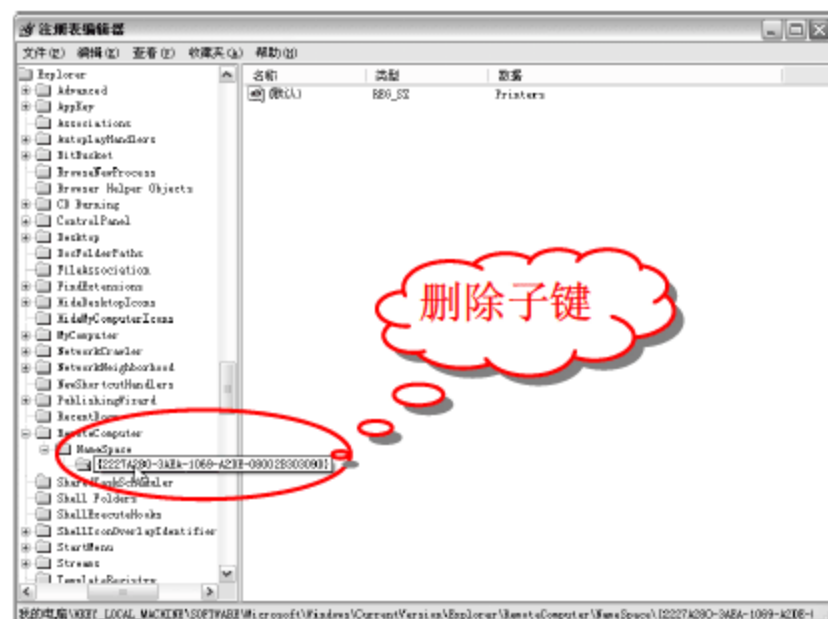 注册表编辑器
文件(F) 编辑(E) 查看(V) 收藏夹(A) 帮助(H)
Explorer
Advanced
AppKey
Associations
AutoplayHandlers
BitBucket
BrowseNewProcess
Browser Helper Objects
CD Burning
ControlPanel
Desktop
DocFolderPaths
FileAssociation
FindExtensions
HideDesktopIcons
HideMyComputerIcons
MyComputer
NetworkCrawler
NetworkNeighborhood
NewShortcutHandlers
PublishingWizard
RecentDocs
RemoteComputer
NameSpace
{2227A280-3AEA-1069-A2DE-08002B30309D}
SharedTaskScheduler
Shell Folders
ShellExecuteHooks
ShellIconOverlayIdentifier
StartMenu
Streams
TemplateRegistry
名称 类型 数据
(默认) REG_SZ Printers
删除子键
我的电脑\HKEY_LOCAL_MACHINE\SOFTWARE\Microsoft\Windows\CurrentVersion\Explorer\RemoteComputer\NameSpace\{2227A280-3AEA-1069-A2DE-(